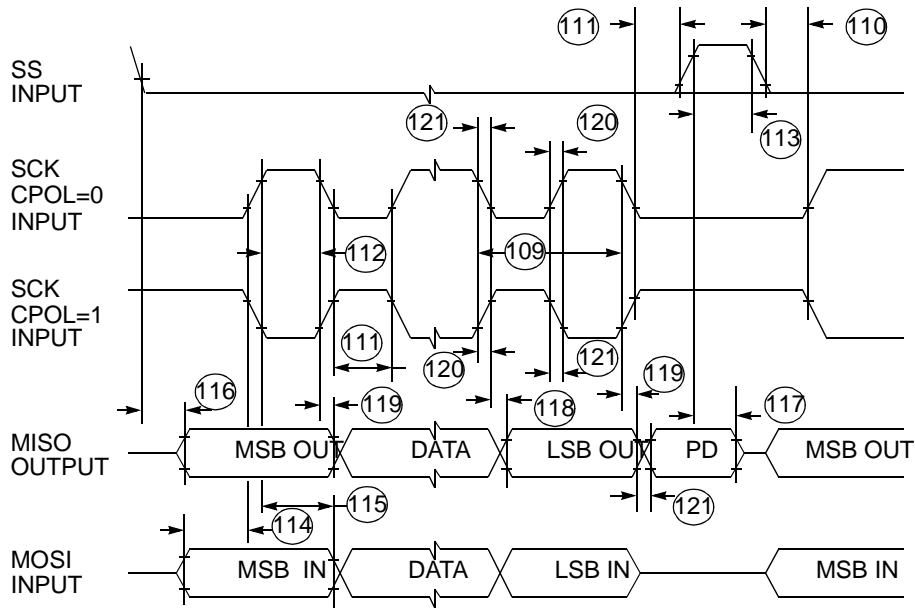 111
110
SS
INPUT
121
120
113
SCK
CPOL=0
INPUT
112
109
SCK
CPOL=1
INPUT
111
120
121
116
119
118
119
117
MISO
OUTPUT
MSB OUT
DATA
LSB OUT
PD
MSB OUT
114
115
121
MOSI
INPUT
MSB IN
DATA
LSB IN
MSB IN